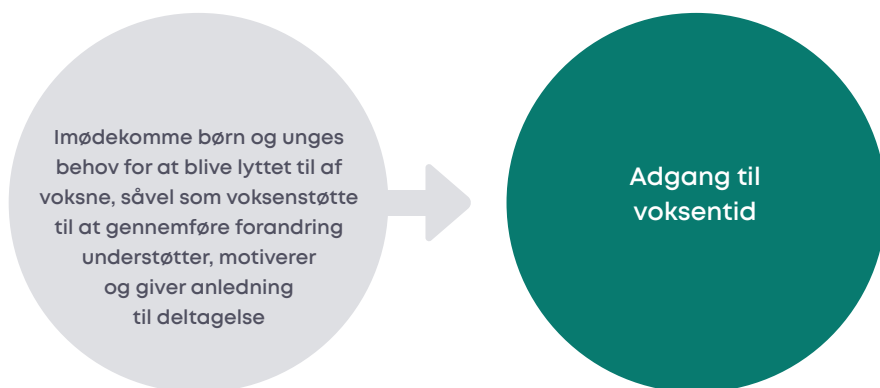 Imødekomme børn og unges
behov for at blive lyttet til af
voksne, såvel som voksenstøtte
til at gennemføre forandring
understøtter, motiverer
og giver anledning
til deltagelse
Adgang til
voksentid